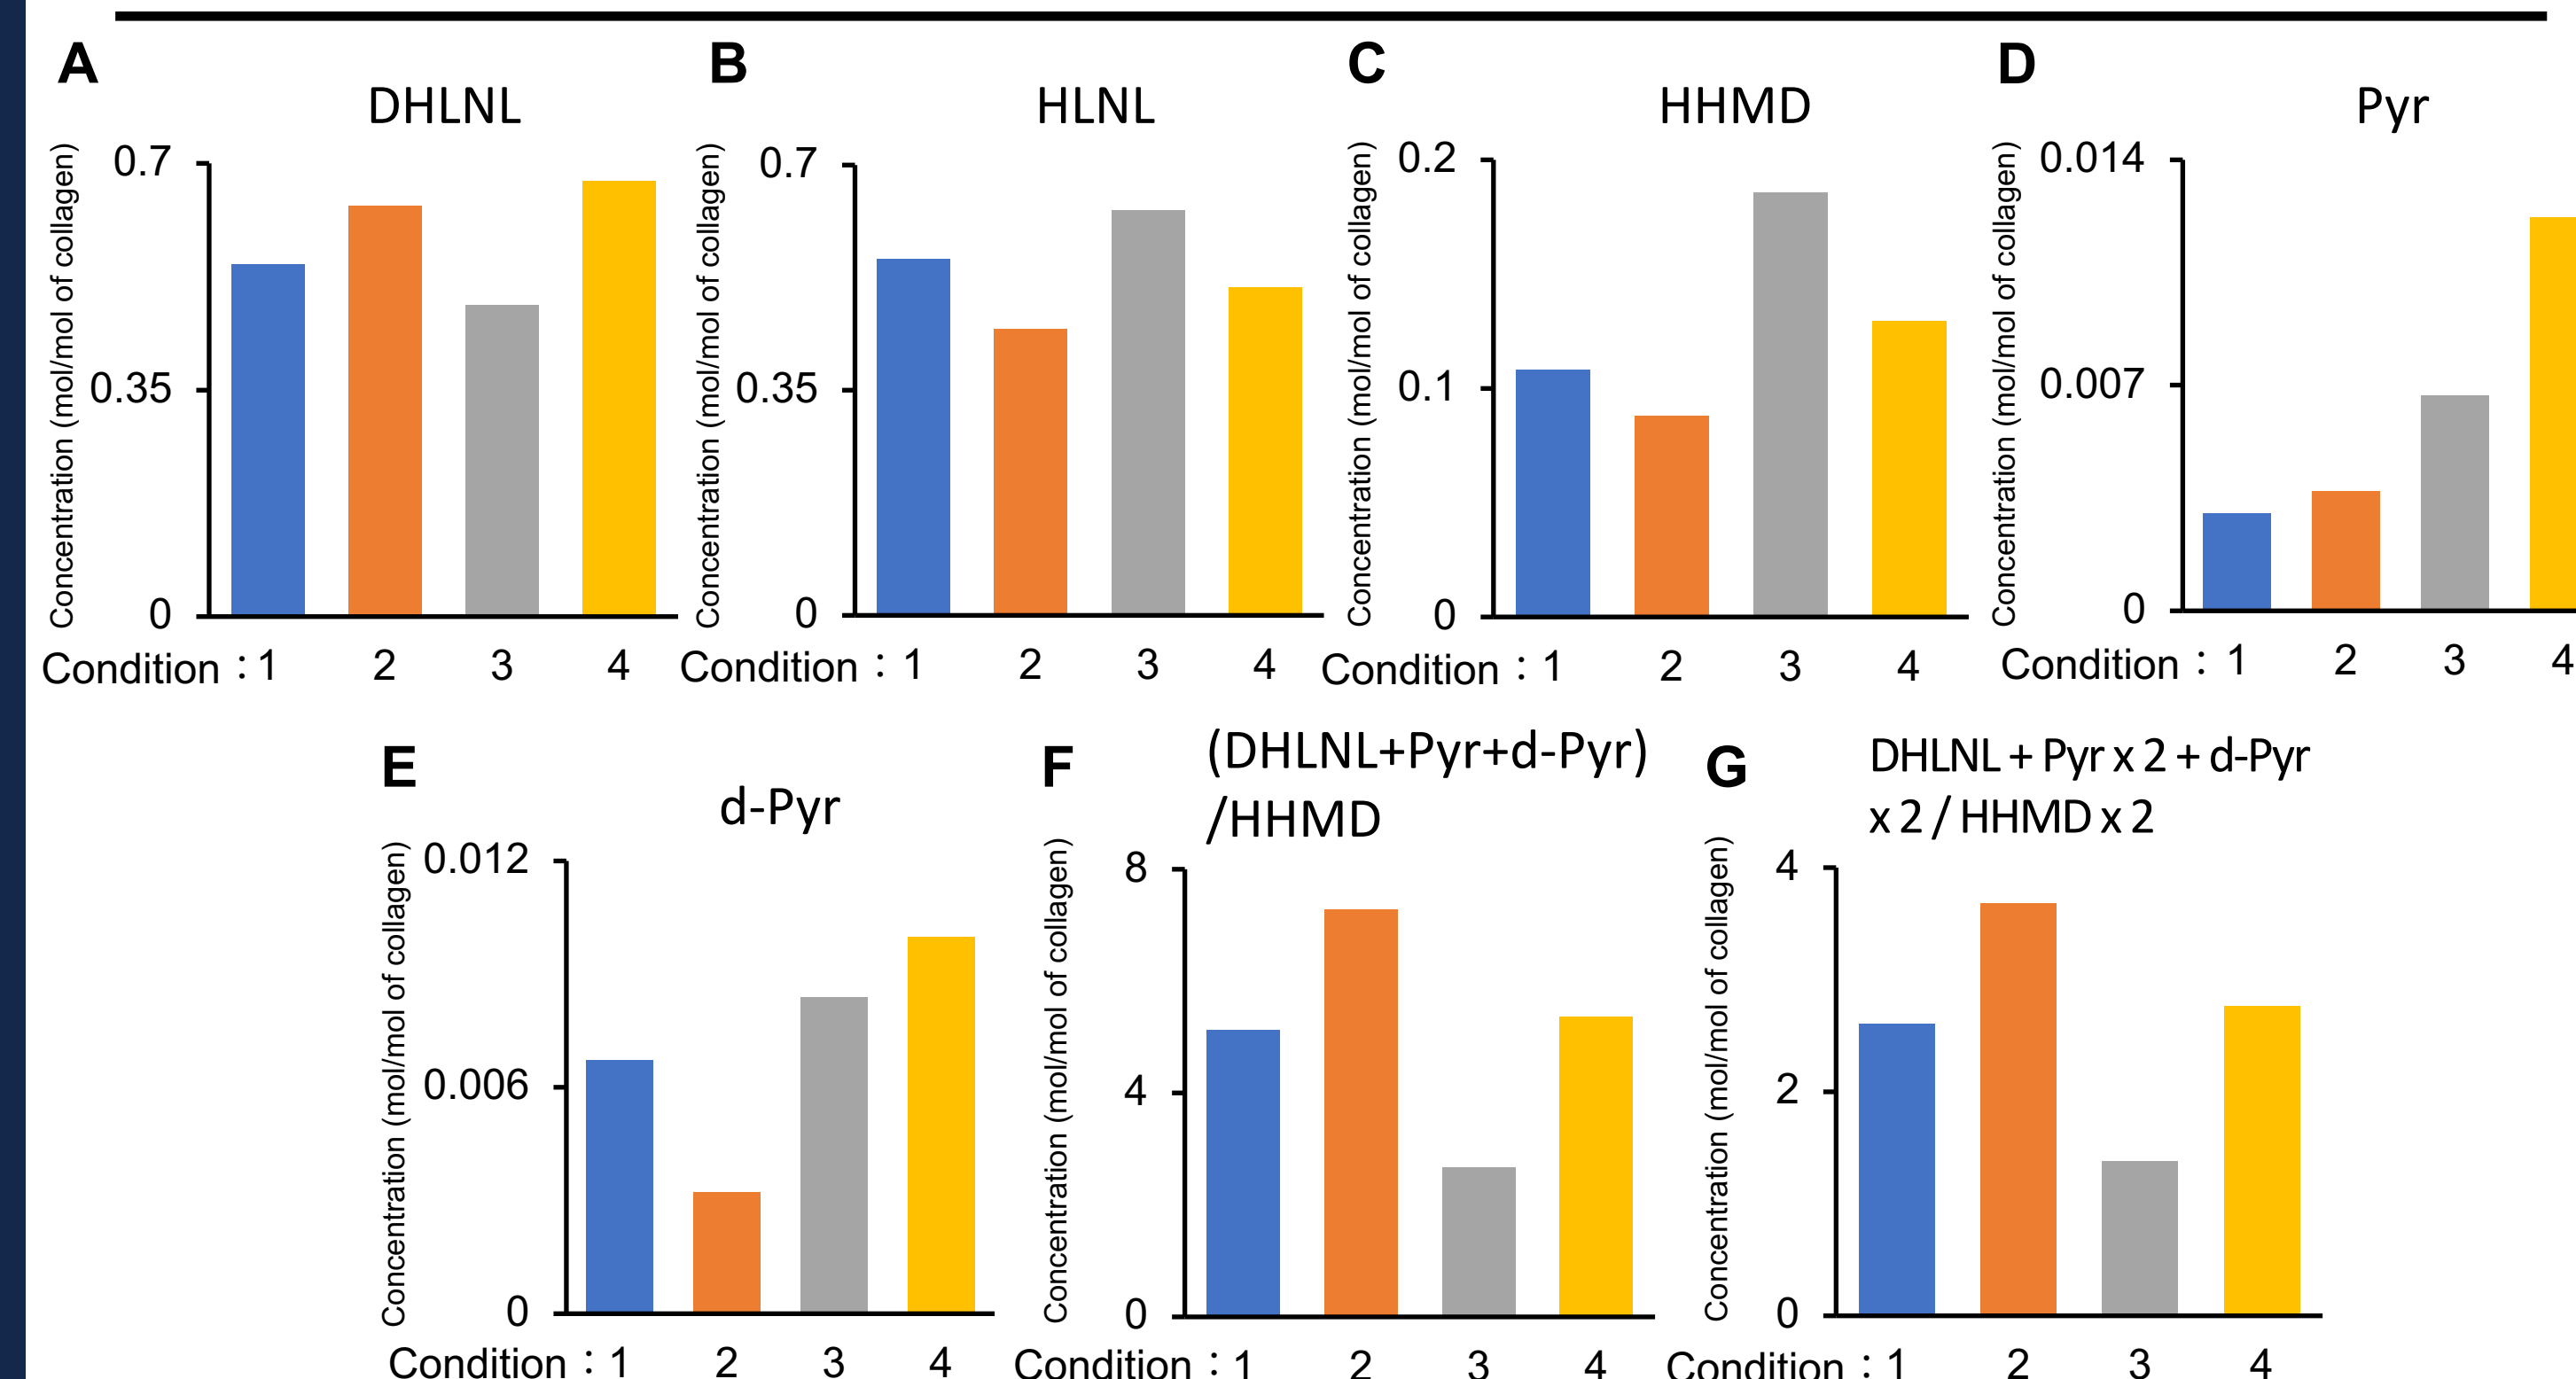 A
DHLNL
Concentration (mol/mol of collagen)
0.7
0.35
0
Condition : 1 2 3 4
B
HLNL
Concentration (mol/mol of collagen)
0.7
0.35
0
Condition : 1 2 3 4
C
HHMD
Concentration (mol/mol of collagen)
0.2
0.1
0
Condition : 1 2 3 4
D
Pyr
Concentration (mol/mol of collagen)
0.014
0.007
0
Condition : 1 2 3 4
E
d-Pyr
Concentration (mol/mol of collagen)
0.012
0.006
0
Condition : 1 2 3 4
F
(DHLNL+Pyr+d-Pyr)
/HHMD
Concentration (mol/mol of collagen)
8
4
0
Condition : 1 2 3 4
G
DHLNL + Pyr x 2 + d-Pyr
x 2 / HHMD x 2
Concentration (mol/mol of collagen)
4
2
0
Condition : 1 2 3 4